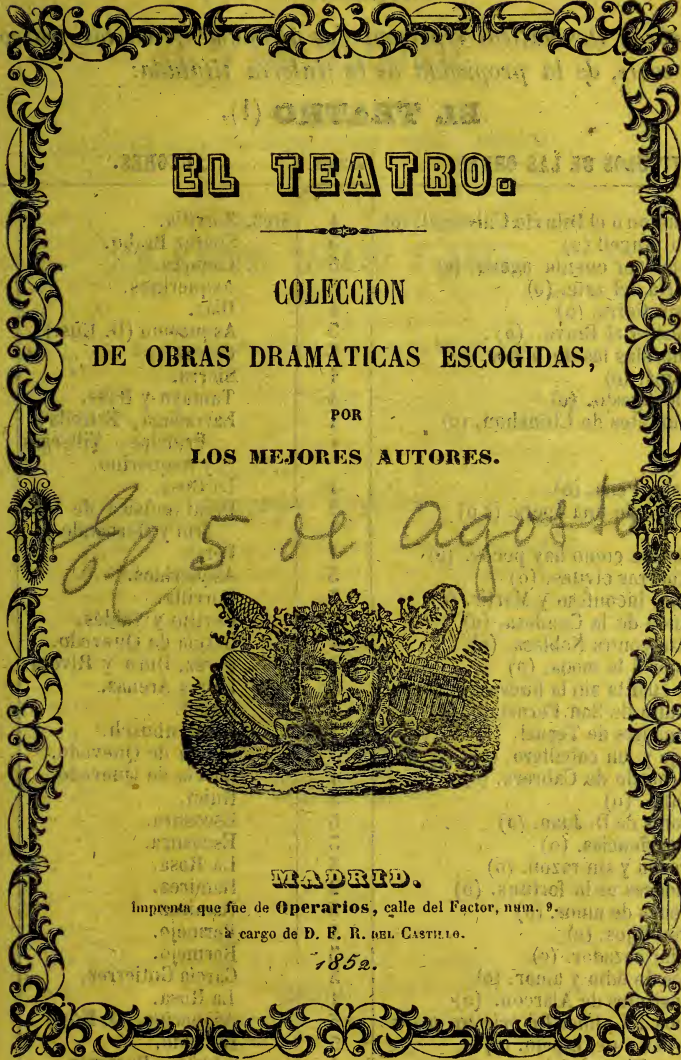 EL TEATRO.
COLECCION
DE OBRAS DRAMATICAS ESCOGIDAS,
POR
LOS MEJORES AUTORES.
El 5 de agosto
MADRID.
Imprenta que fue de Operarios, calle del Factor, num. 9.
à cargo de D. F. R. DEL CASTILLO.
1852.